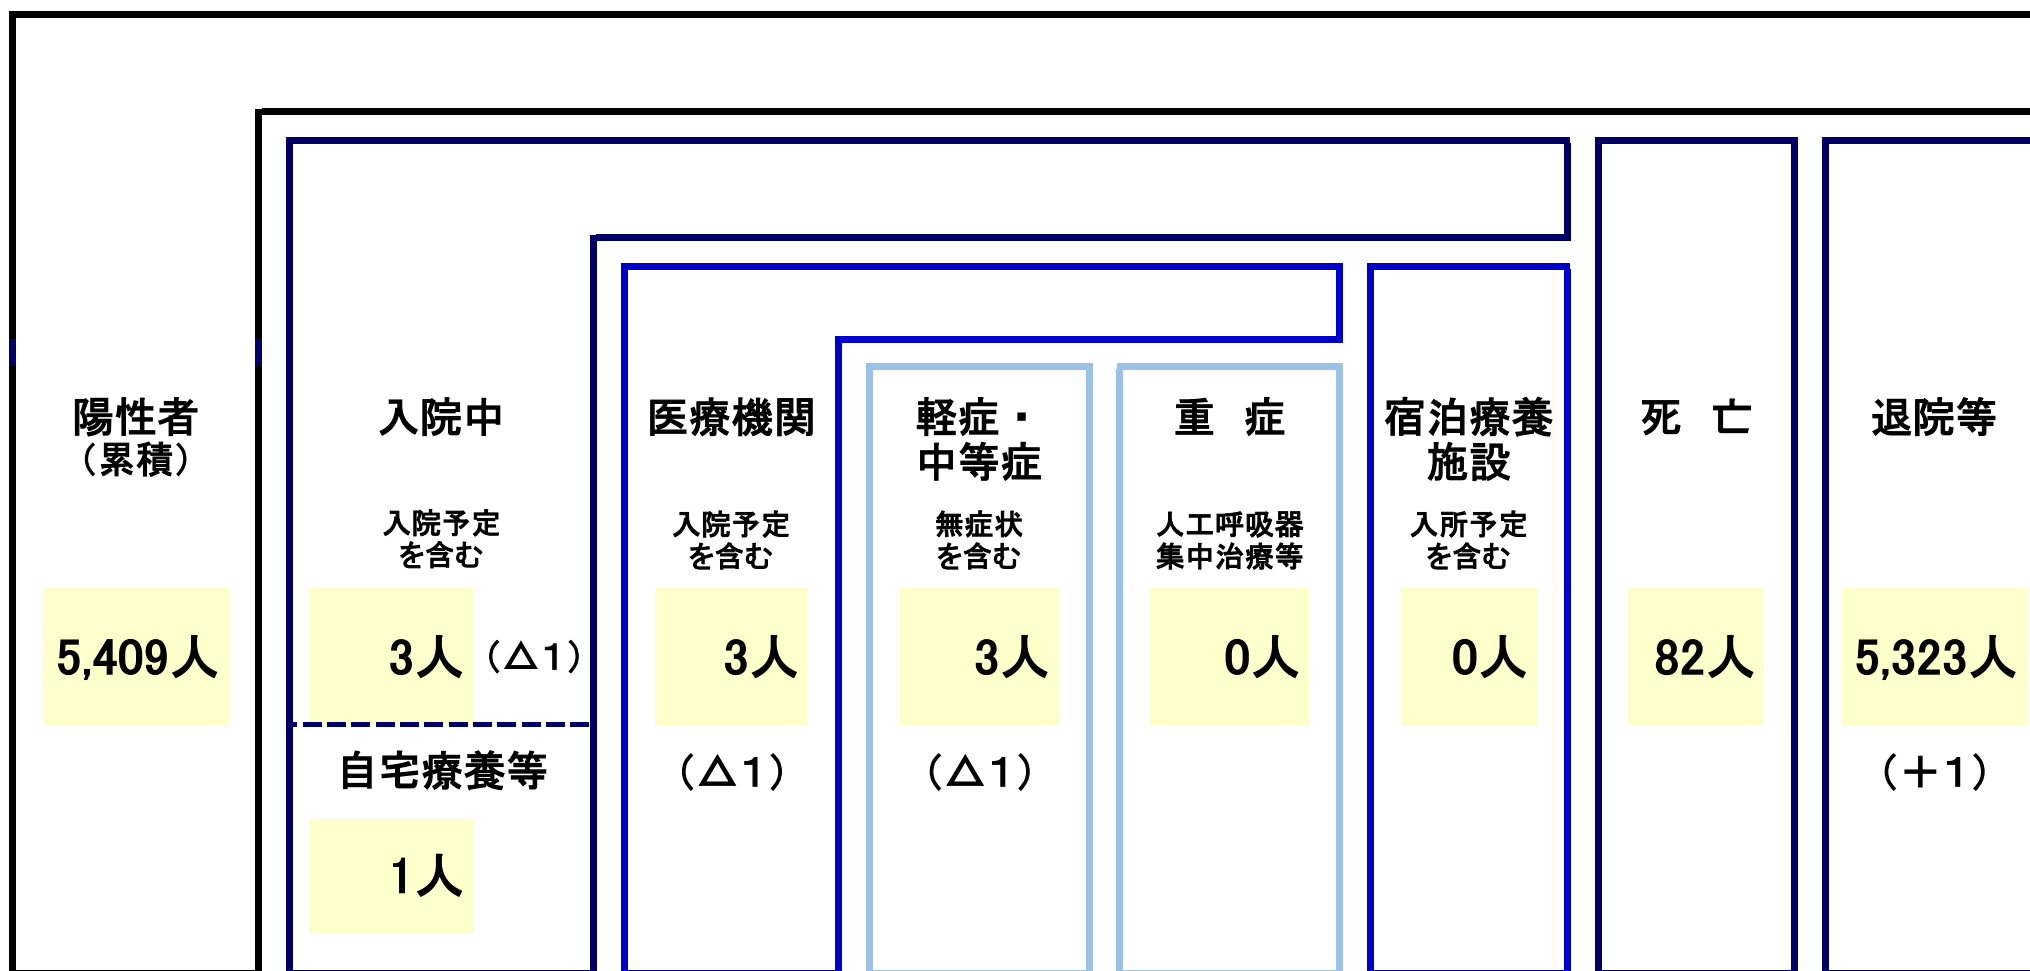 陽性者
（累積）
5,409人
入院中
入院予定
を含む
3人（△1）
自宅療養等
1人
医療機関
入院予定
を含む
3人
（△1）
軽症・
中等症
無症状
を含む
3人
（△1）
重　症
人工呼吸器
集中治療等
0人
宿泊療養
施設
入所予定
を含む
0人
死　亡
82人
退院等
5,323人
（＋1）